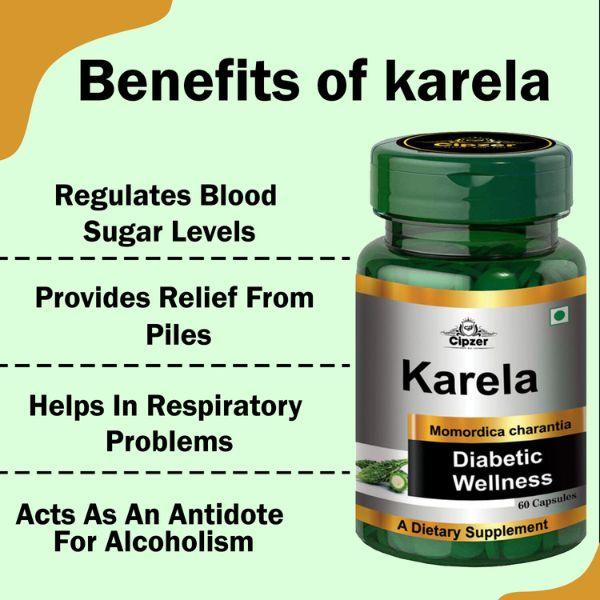 Benefits of karela
Regulates Blood
Sugar Levels
Provides Relief From
Piles
Helps In Respiratory
Problems
Acts As An Antidote
For Alcoholism
Cipzer
Cipzer
Karela
Momordica charantia
Diabetic
Wellness
60 Capsules
A Dietary Supplement